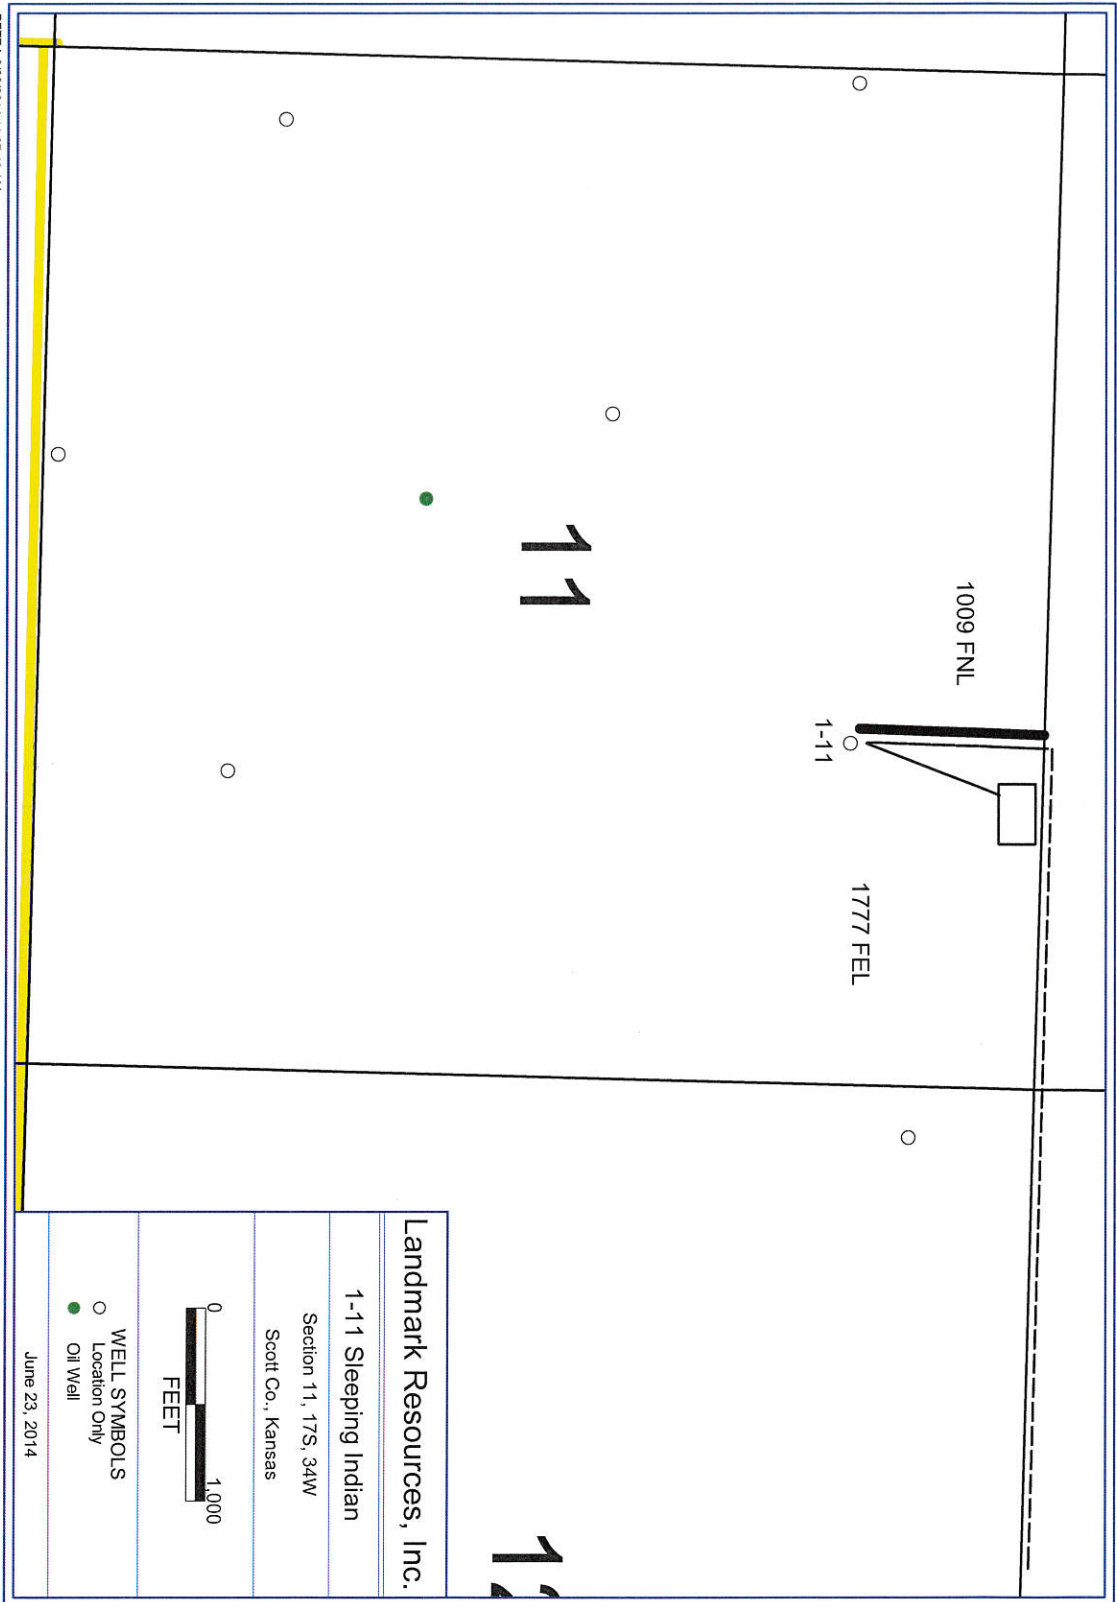 1009 FNL
1-11
1777 FEL
11
Landmark Resources, Inc.
1-11 Sleeping Indian
Section 11, 17S, 34W
Scott Co., Kansas
0 1,000
FEET
WELL SYMBOLS
Location Only
Oil Well
June 23, 2014